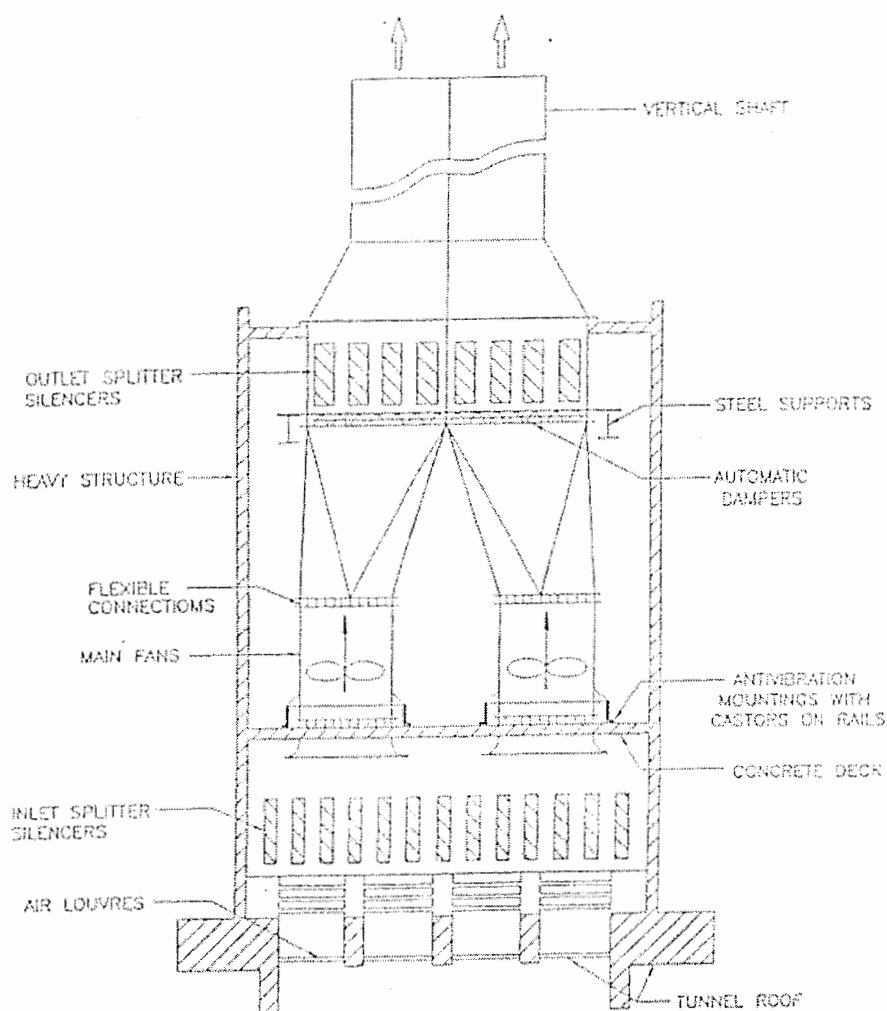 VERTICAL SHAFT
OUTLET SPLITTER
SILENCERS
STEEL SUPPORTS
HEAVY STRUCTURE
AUTOMATIC
DAMPERS
FLEXIBLE
CONNECTIOMS
MAIN FANS
ANTIVIBRATION
MOUNTINGS WITH
CASTORS ON RAILS
CONCRETE DECK
INLET SPLITTER
SILENCERS
AIR LOUVRES
TUNNEL ROOF